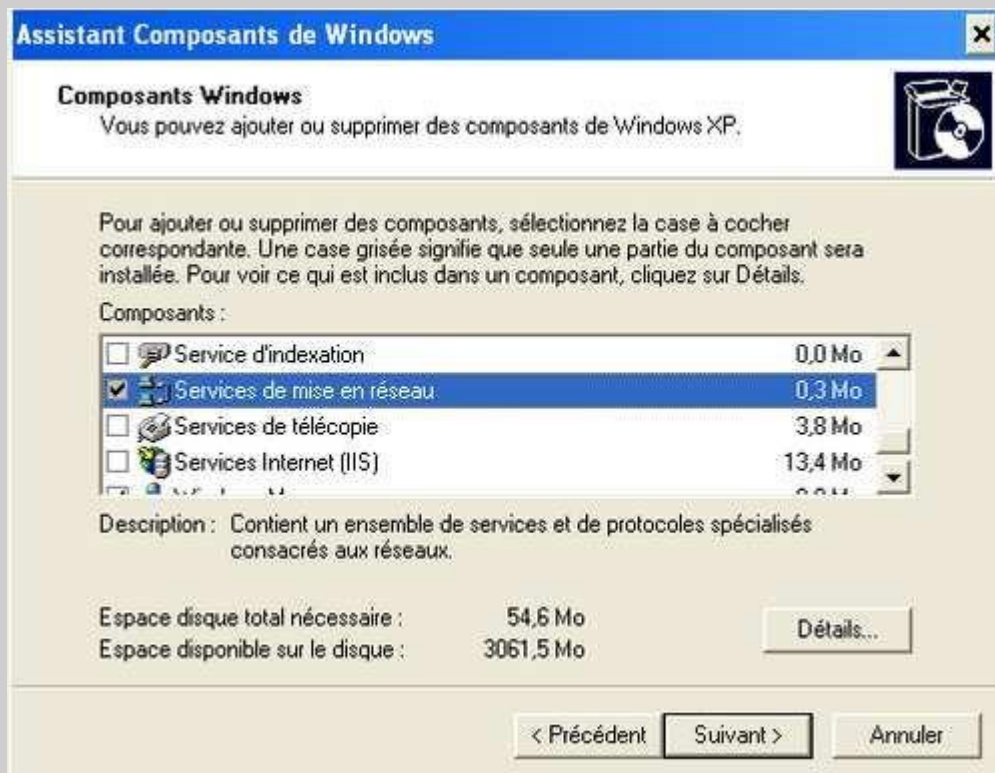 Assistant Composants de Windows
Composants Windows
Vous pouvez ajouter ou supprimer des composants de Windows XP.
Pour ajouter ou supprimer des composants, sélectionnez la case à cocher
correspondante. Une case grisée signifie que seule une partie du composant sera
installée. Pour voir ce qui est inclus dans un composant, cliquez sur Détails.
Composants :
Service d'indexation 0,0 Mo
Services de mise en réseau 0,3 Mo
Services de télécopie 3,8 Mo
Services Internet (IIS) 13,4 Mo
Description : Contient un ensemble de services et de protocoles spécialisés
consacrés aux réseaux.
Espace disque total nécessaire : 54,6 Mo
Espace disponible sur le disque : 3061,5 Mo
Détails...
< Précédent Suivant > Annuler